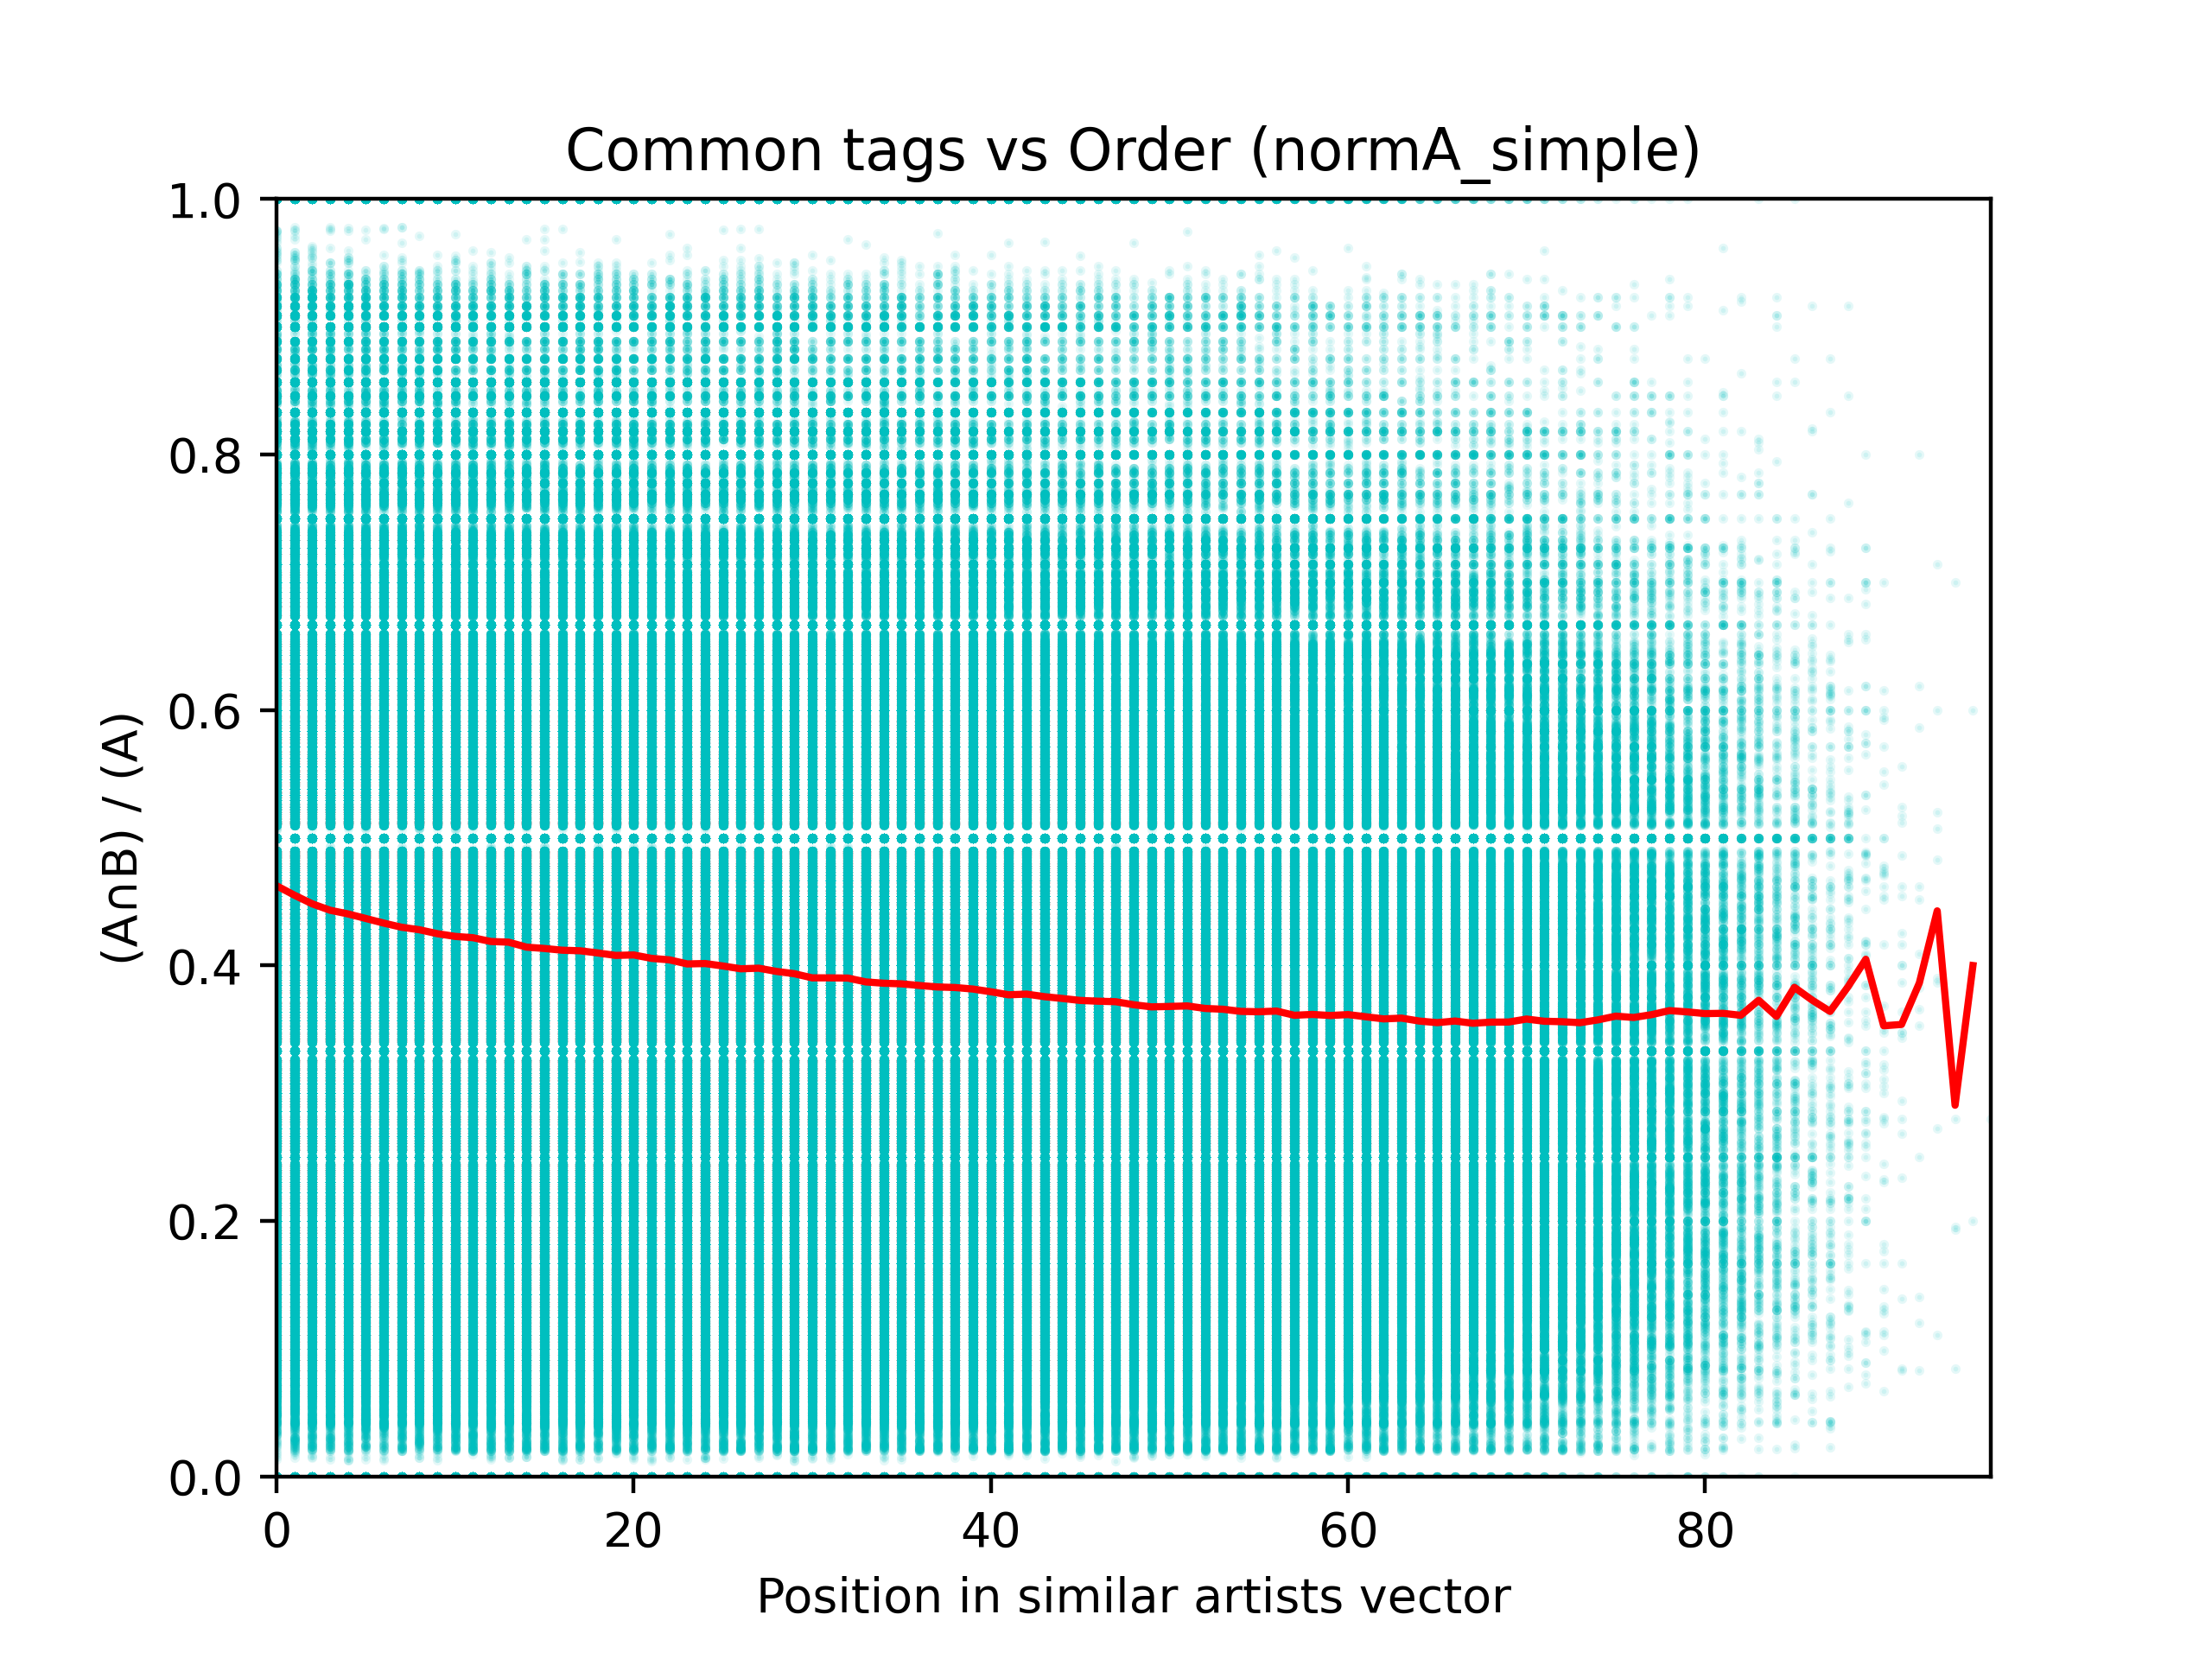 Common tags vs Order (normA_simple)
1.0
0.8
0.6
0.4
0.2
0.0
(A∩B) / (A)
0 20 40 60 80
Position in similar artists vector